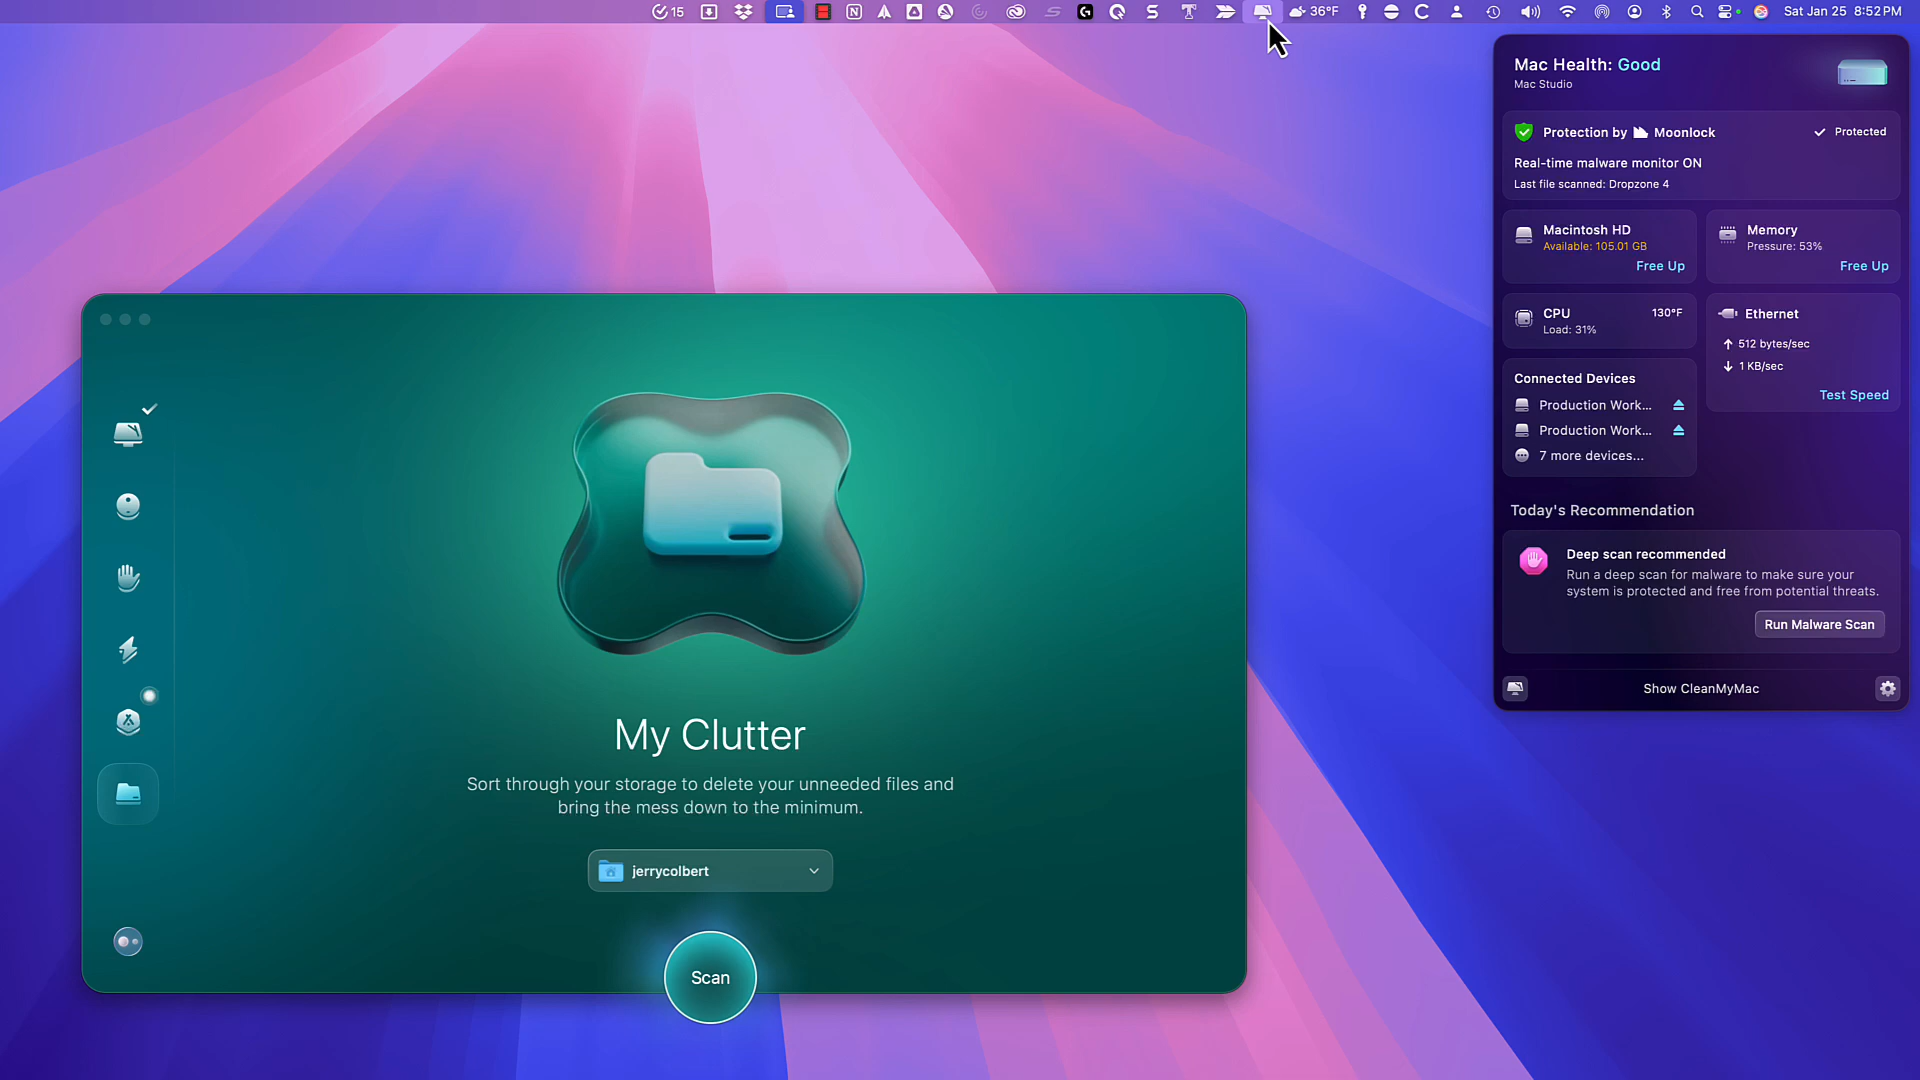 15
36°F
Sat Jan 25 8:52 PM
Mac Health: Good
Mac Studio
Protection by Moonlock
Protected
Real-time malware monitor ON
Last file scanned: Dropzone 4
Macintosh HD
Available: 105.01 GB
Free Up
Memory
Pressure: 53%
Free Up
CPU
130°F
Load: 31%
Ethernet
512 bytes/sec
1 KB/sec
Test Speed
Connected Devices
Production Work...
Production Work...
7 more devices...
Today's Recommendation
Deep scan recommended
Run a deep scan for malware to make sure your
system is protected and free from potential threats.
Run Malware Scan
Show CleanMyMac
My Clutter
Sort through your storage to delete your unneeded files and
bring the mess down to the minimum.
jerrycolbert
Scan